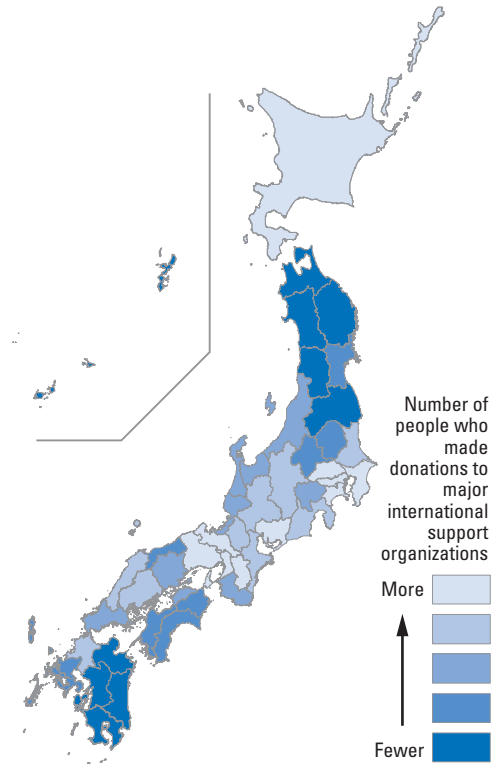 Number of
people who
made
donations to
major
international
support
organizations
More
Fewer